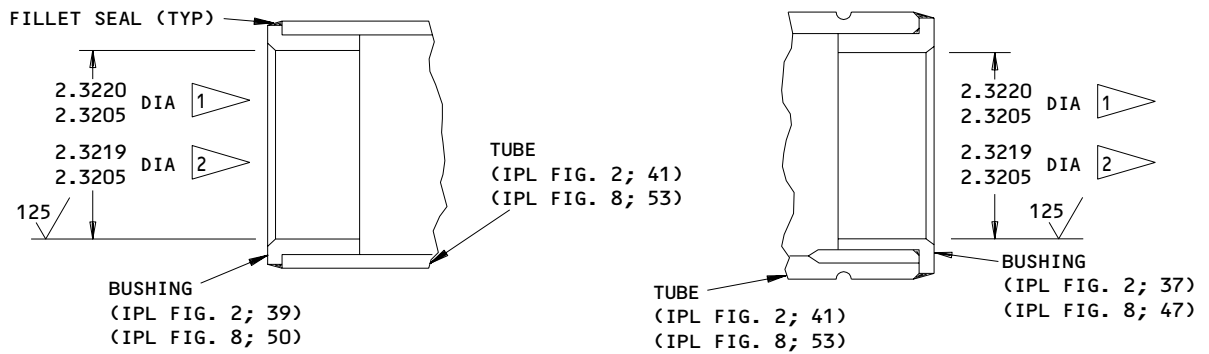 FILLET SEAL (TYP)
2.3220
2.3205
DIA
1
2.3219
2.3205
DIA
2
125
TUBE
(IPL FIG. 2; 41)
(IPL FIG. 8; 53)
BUSHING
(IPL FIG. 2; 39)
(IPL FIG. 8; 50)
2.3220
2.3205
DIA
1
2.3219
2.3205
DIA
2
125
BUSHING
(IPL FIG. 2; 37)
(IPL FIG. 8; 47)
TUBE
(IPL FIG. 2; 41)
(IPL FIG. 8; 53)